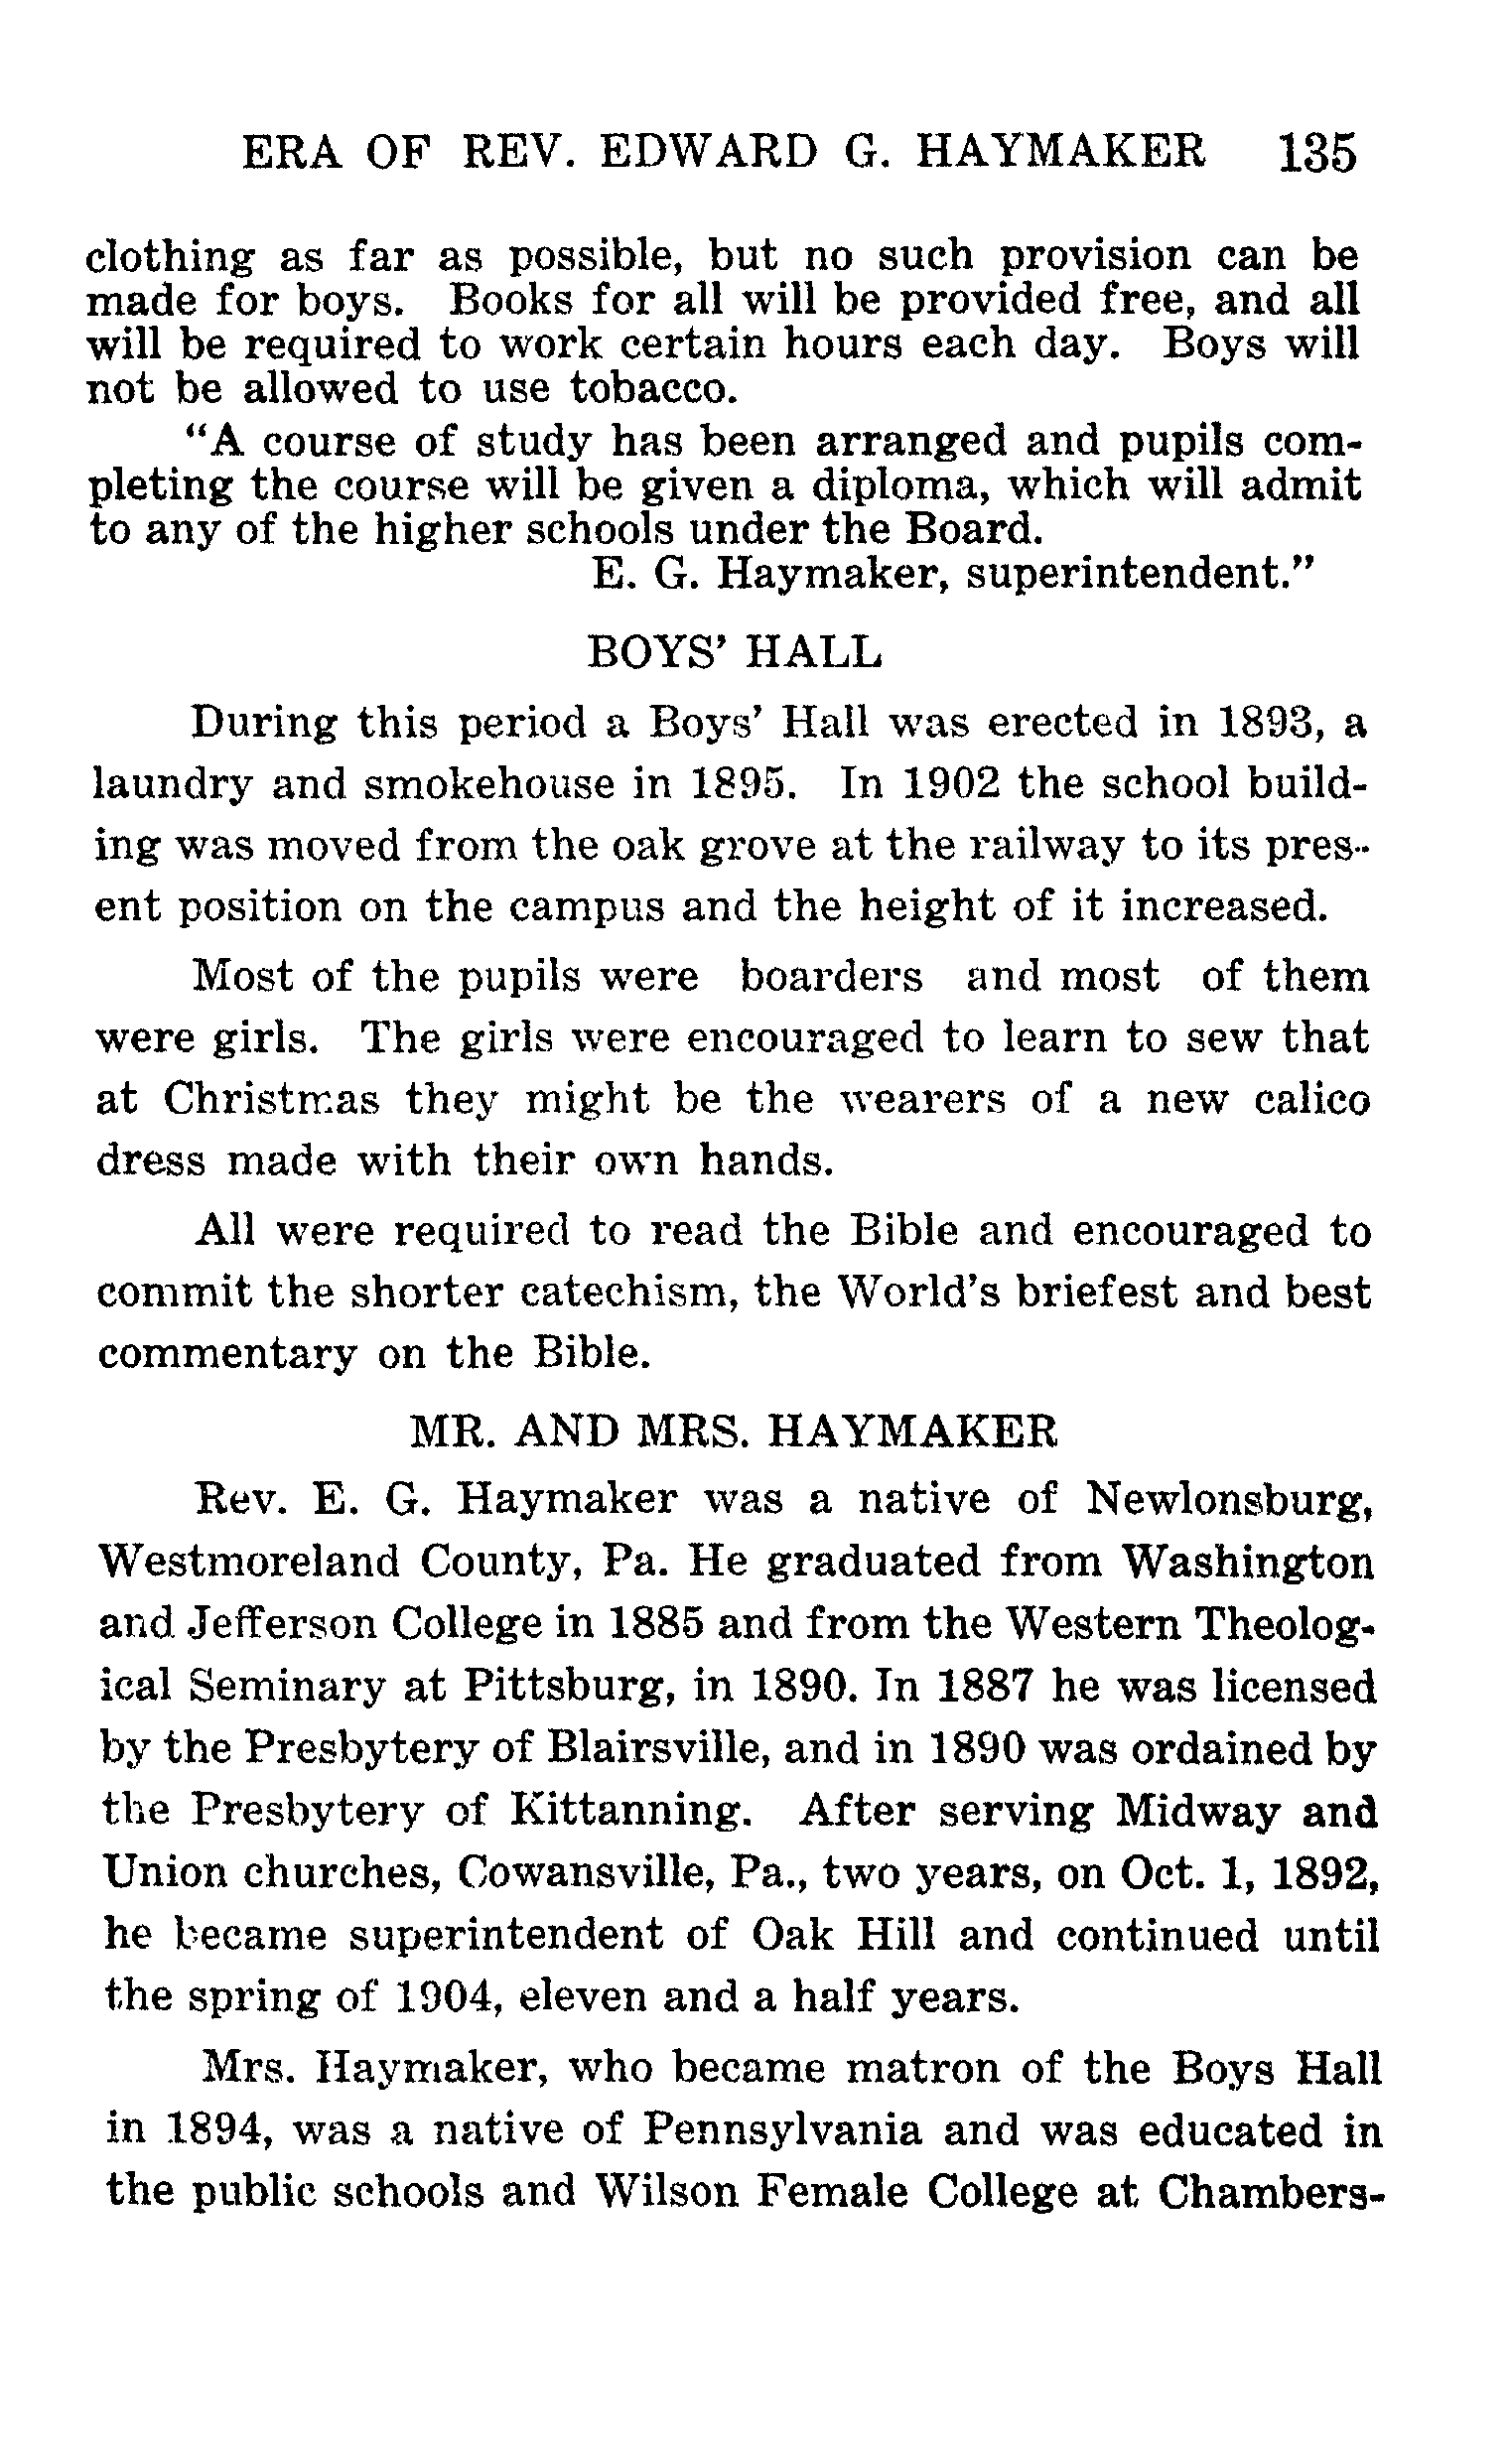 ERA OF REV. EDWARD G. HAYMAKER 135
clothing as far as possible, but no such provision can be
made for boys. Books for all will be provided free, and all
will be required to work certain hours each day. Boys will
not be allowed to use tobacco.
"A course of study has been arranged and pupils com-
pleting the course will be given a diploma, which will admit
to any of the higher schools under the Board.
E. G. Haymaker, superintendent."
BOYS' HALL
During this period a Boys' Hall was erected in 1893, a
laundry and smokehouse in 1895. In 1902 the school build-
ing was moved from the oak grove at the railway to its pres-
ent position on the campus and the height of it increased.
Most of the pupils were boarders and most of them
were girls. The girls were encouraged to learn to sew that
at Christmas they might be the wearers of a new calico
dress made with their own hands.
All were required to read the Bible and encouraged to
commit the shorter catechism, the World's briefest and best
commentary on the Bible.
MR. AND MRS. HAYMAKER
Rev. E. G. Haymaker was a native of Newlonsburg,
Westmoreland County, Pa. He graduated from Washington
and Jefferson College in 1885 and from the Western Theolog-
ical Seminary at Pittsburg, in 1890. In 1887 he was licensed
by the Presbytery of Blairsville, and in 1890 was ordained by
the Presbytery of Kittanning. After serving Midway and
Union churches, Cowansville, Pa., two years, on Oct. 1, 1892,
he became superintendent of Oak Hill and continued until
the spring of 1904, eleven and a half years.
Mrs. Haymaker, who became matron of the Boys Hall
in 1894, was a native of Pennsylvania and was educated in
the public schools and Wilson Female College at Chambers-